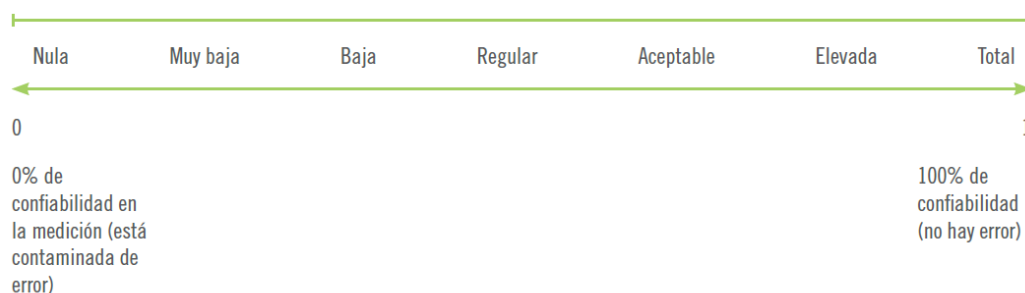 Nula Muy baja Baja Regular Aceptable Elevada Total
0
0% de
confiabilidad en
la medición (está
contaminada de
error)
100% de
confiabilidad
(no hay error)